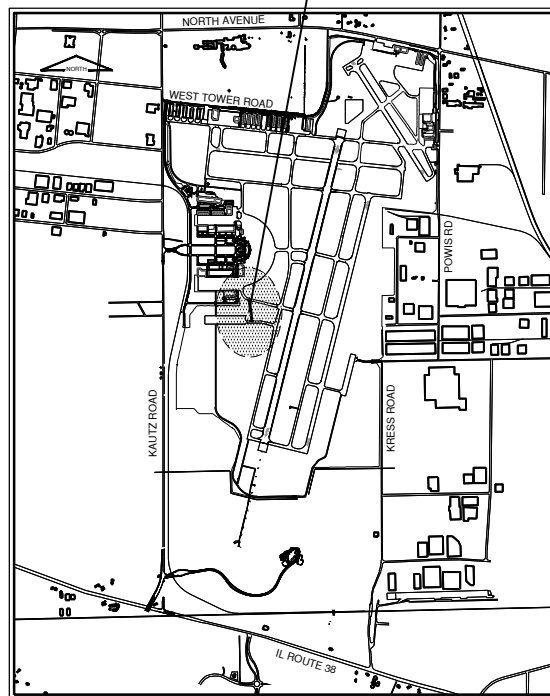 NORTH AVENUE
NORTH
WEST TOWER ROAD
POWIS RD
KAUTZ ROAD
KRESS ROAD
IL ROUTE 38